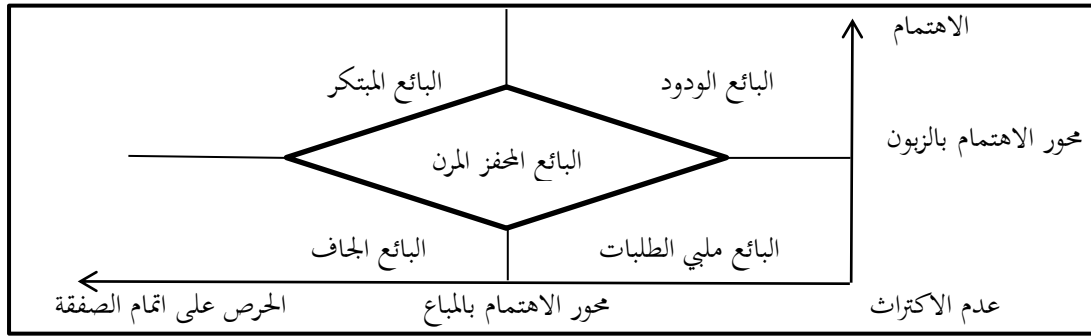 الاهتمام
البائع الودود
البائع المبتكر
محور الاهتمام بالزبون
البائع المحفز المرن
البائع ملبي الطلبات
البائع الجاف
عدم الاكتراث
محور الاهتمام بالمباع
الحرص على اتمام الصفقة